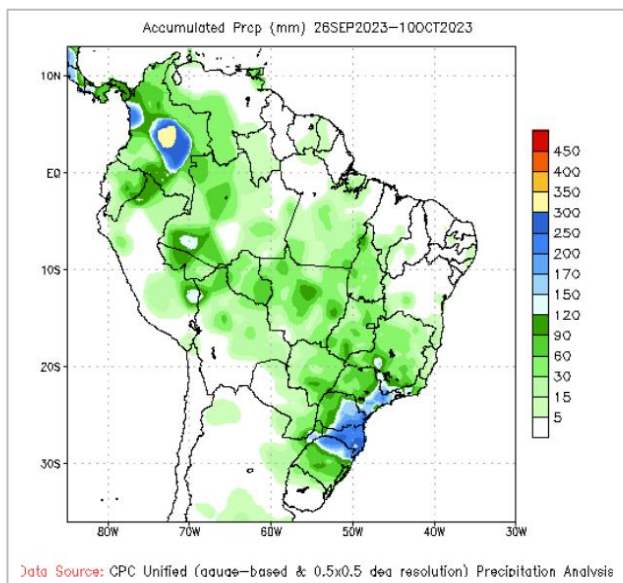 Accumulated Prcp (mm) 26SEP2023–10OCT2023
10N
EQ
10S
20S
30S
80W 70W 60W 50W 40W 30W
450
400
350
300
250
200
170
150
120
90
60
30
15
5
Data Source: CPC Unified (gauge-based & 0.5x0.5 deg resolution) Precipitation Analysis